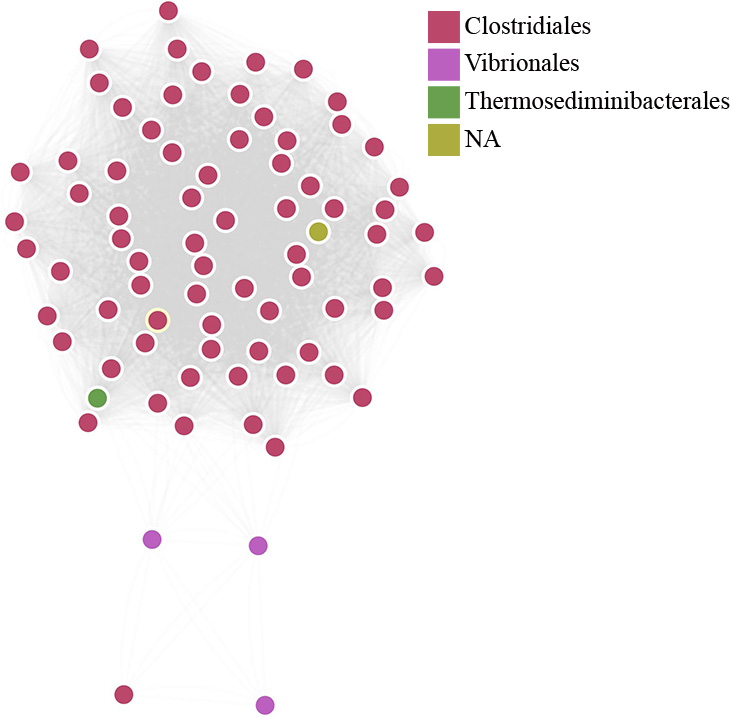 Clostridiales
Vibrionales
Thermosediminibacterales
NA